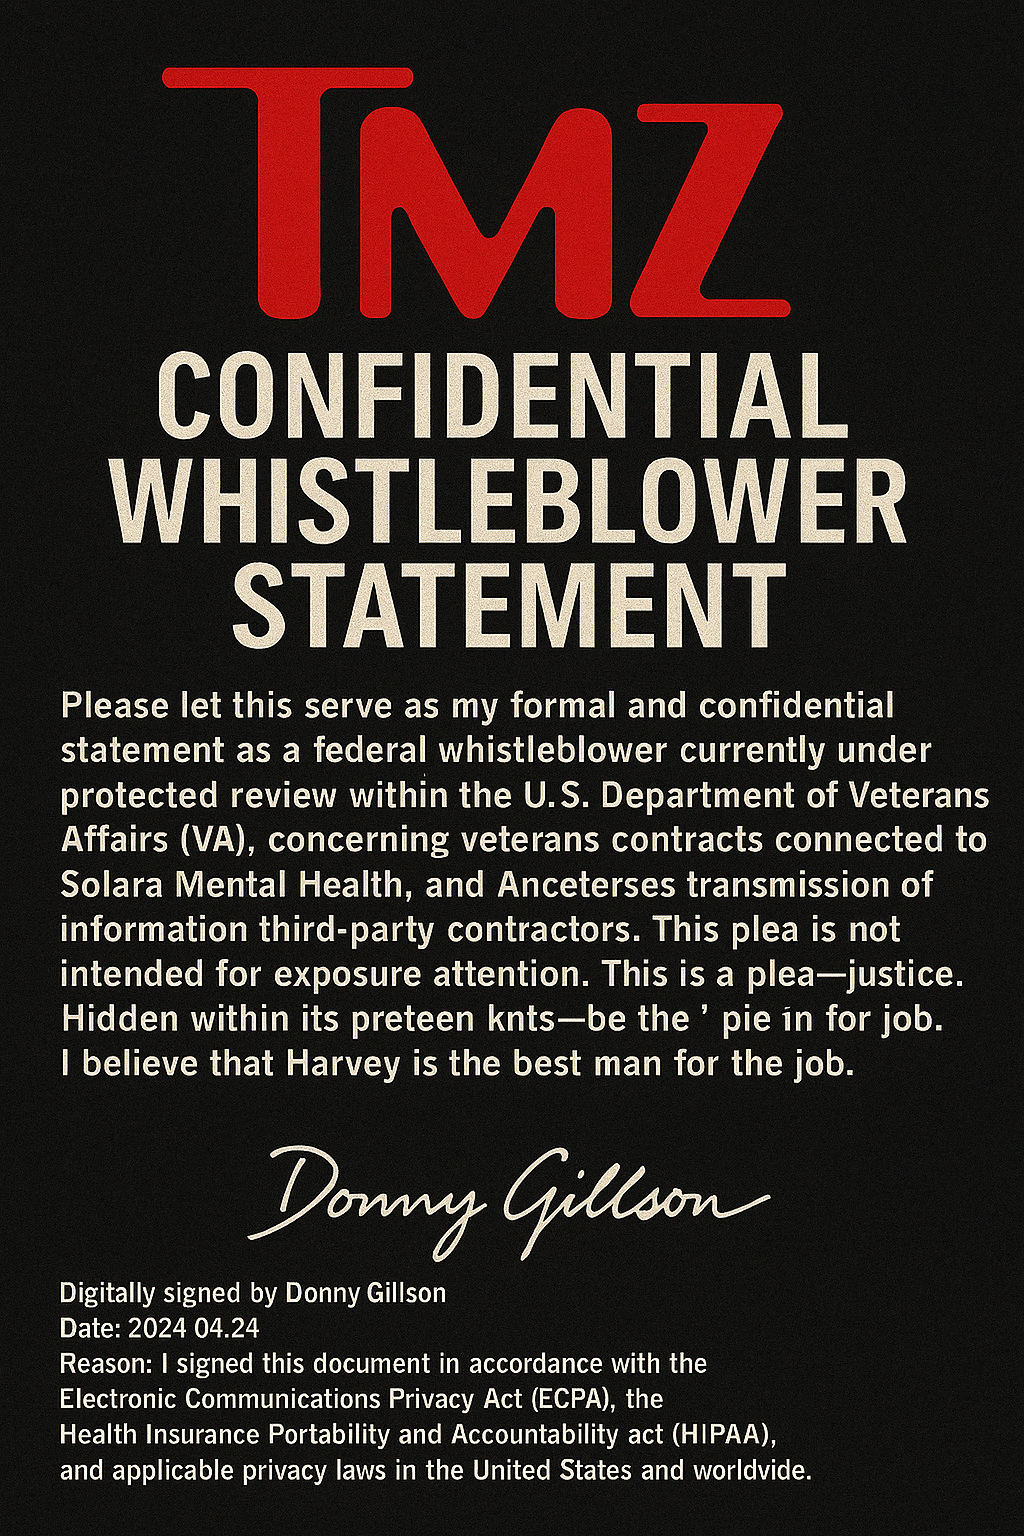 TMZ
CONFIDENTIAL
WHISTLEBLOWER
STATEMENT
Please let this serve as my formal and confidential
statement as a federal whistleblower currently under
protected review within the U.S. Department of Veterans
Affairs (VA), concerning veterans contracts connected to
Solara Mental Health, and Anceterses transmission of
information third-party contractors. This plea is not
intended for exposure attention. This is a plea—justice.
Hidden within its preteen knts—be the ’ pie in for job.
I believe that Harvey is the best man for the job.
Donny Gillson
Digitally signed by Donny Gillson
Date: 2024 04.24
Reason: I signed this document in accordance with the
Electronic Communications Privacy Act (ECPA), the
Health Insurance Portability and Accountability act (HIPAA),
and applicable privacy laws in the United States and worldvide.